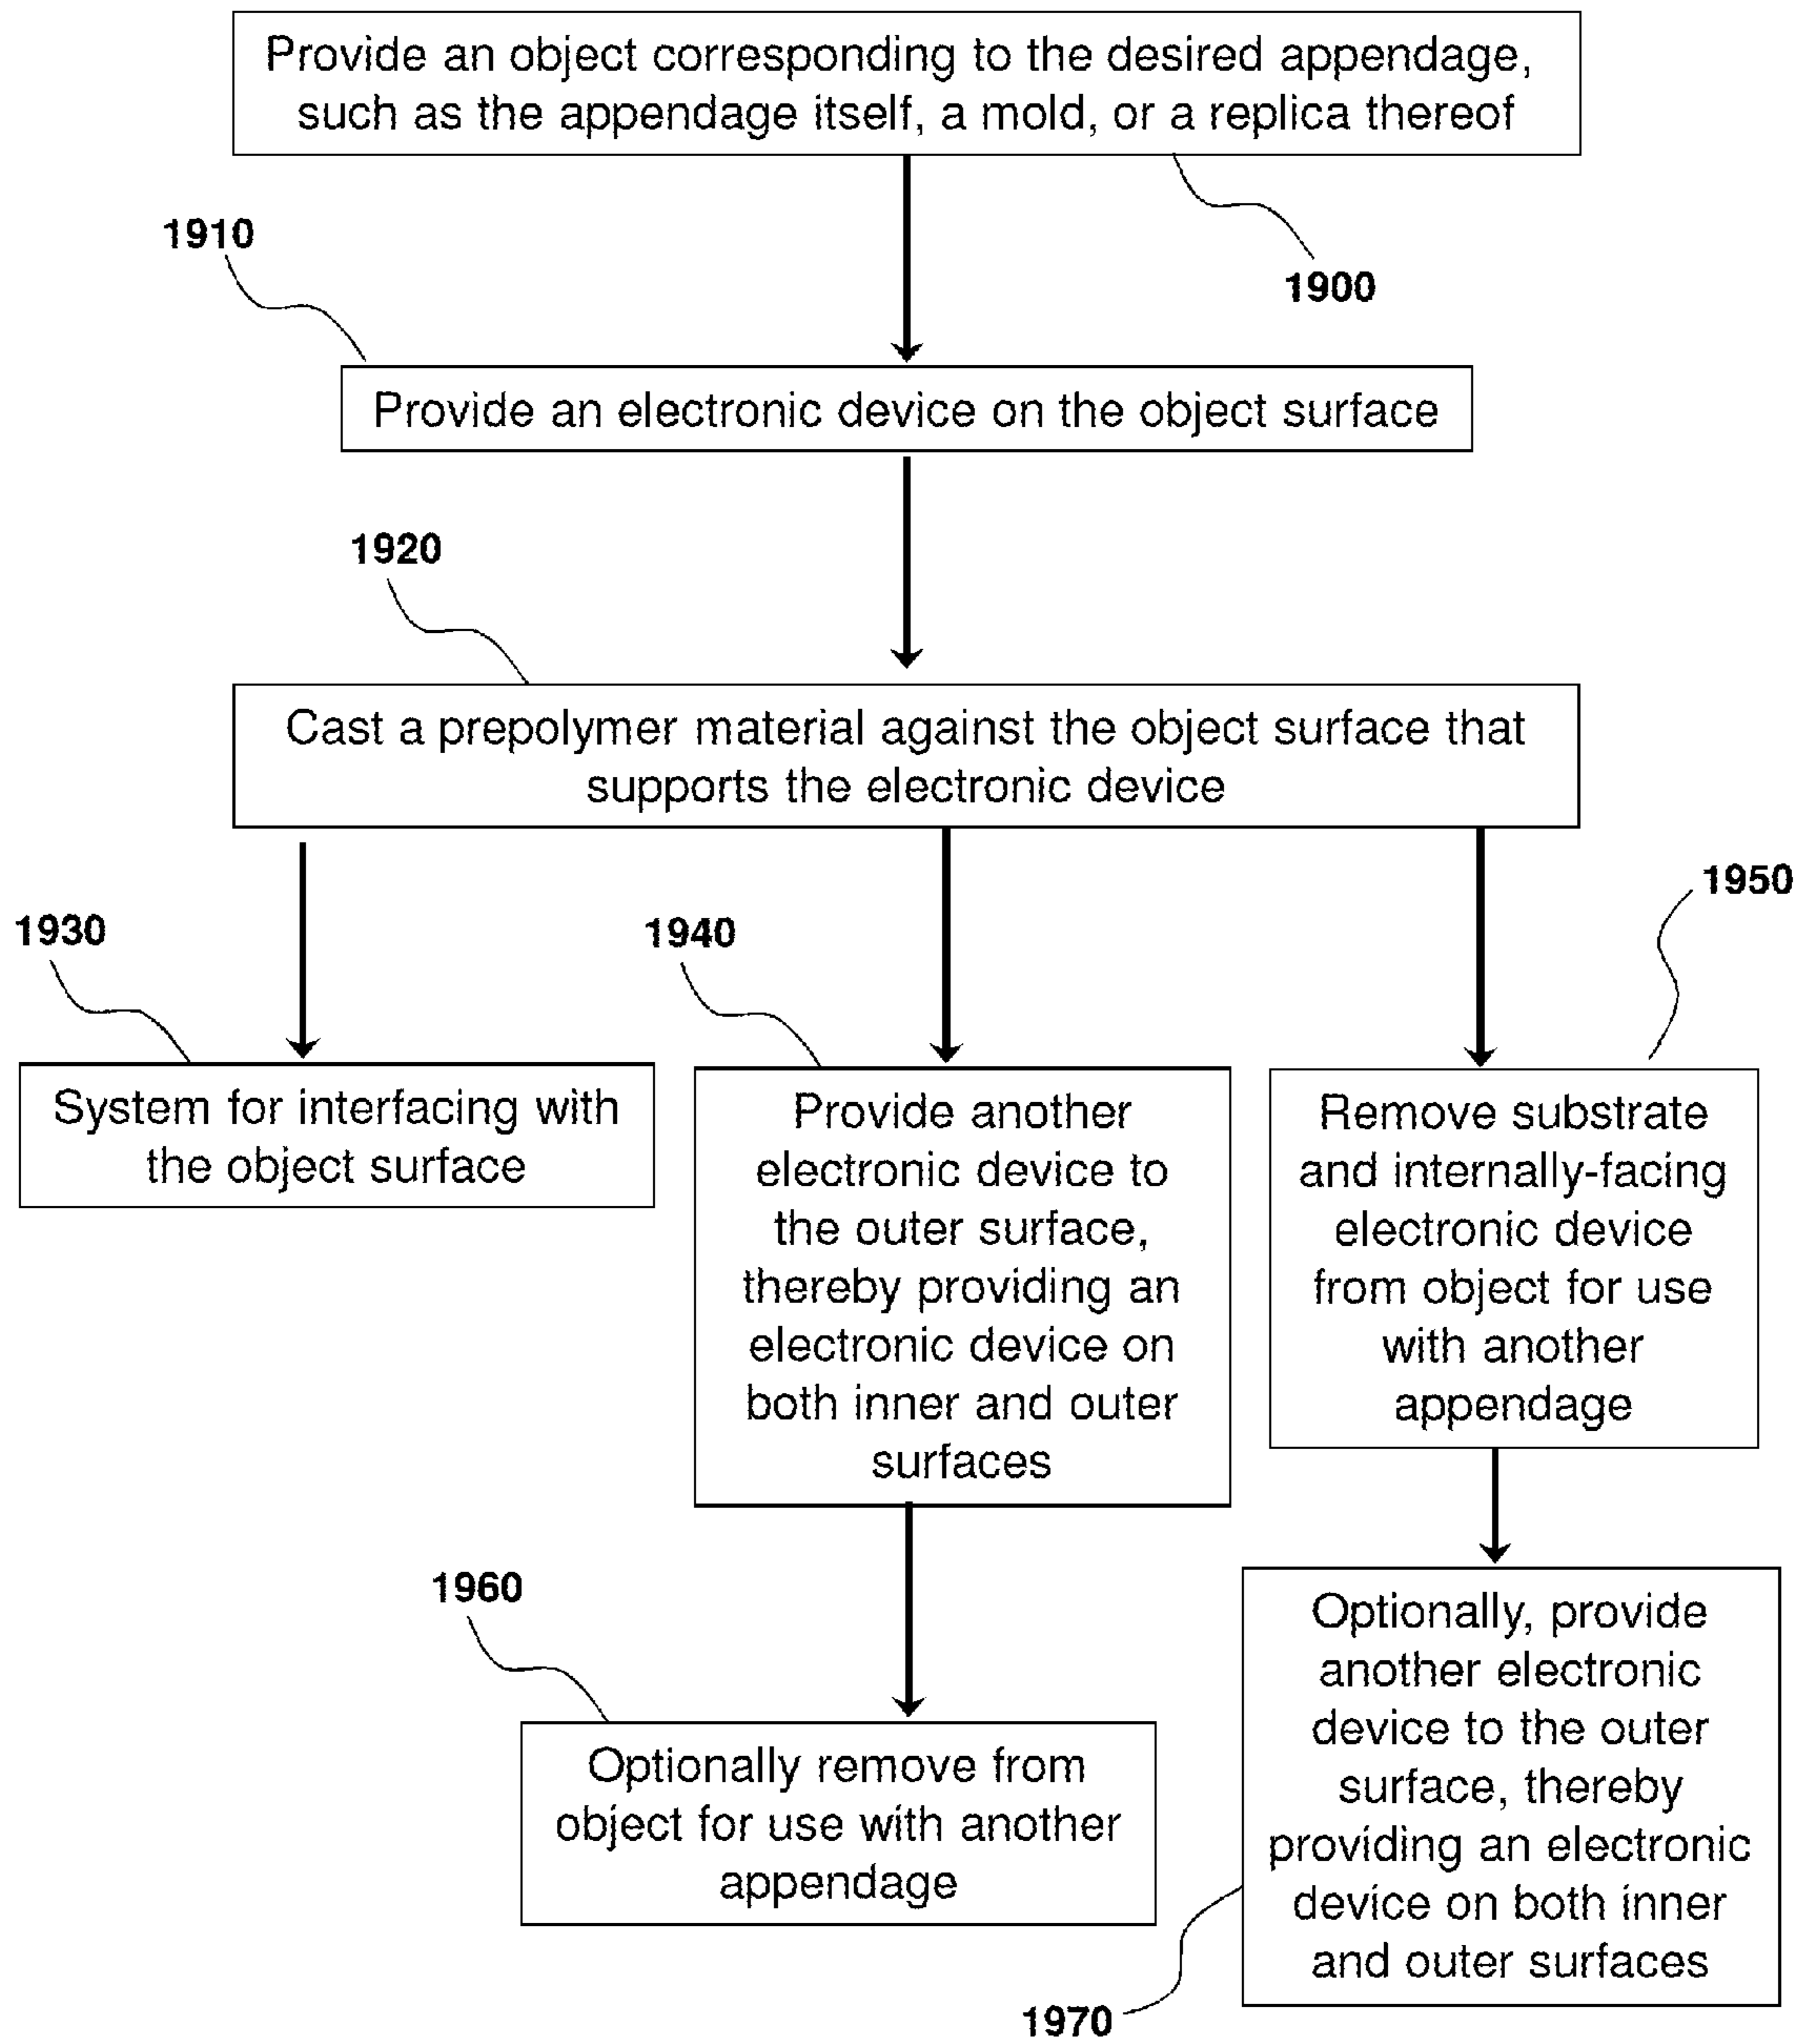 Provide an object corresponding to the desired appendage,
such as the appendage itself, a mold, or a replica thereof
1900
1910
Provide an electronic device on the object surface
1920
Cast a prepolymer material against the object surface that
supports the electronic device
1930
System for interfacing with
the object surface
1940
Provide another
electronic device to
the outer surface,
thereby providing an
electronic device on
both inner and outer
surfaces
1950
Remove substrate
and internally-facing
electronic device
from object for use
with another
appendage
1960
Optionally remove from
object for use with another
appendage
Optionally, provide
another electronic
device to the outer
surface, thereby
providing an electronic
device on both inner
and outer surfaces
1970